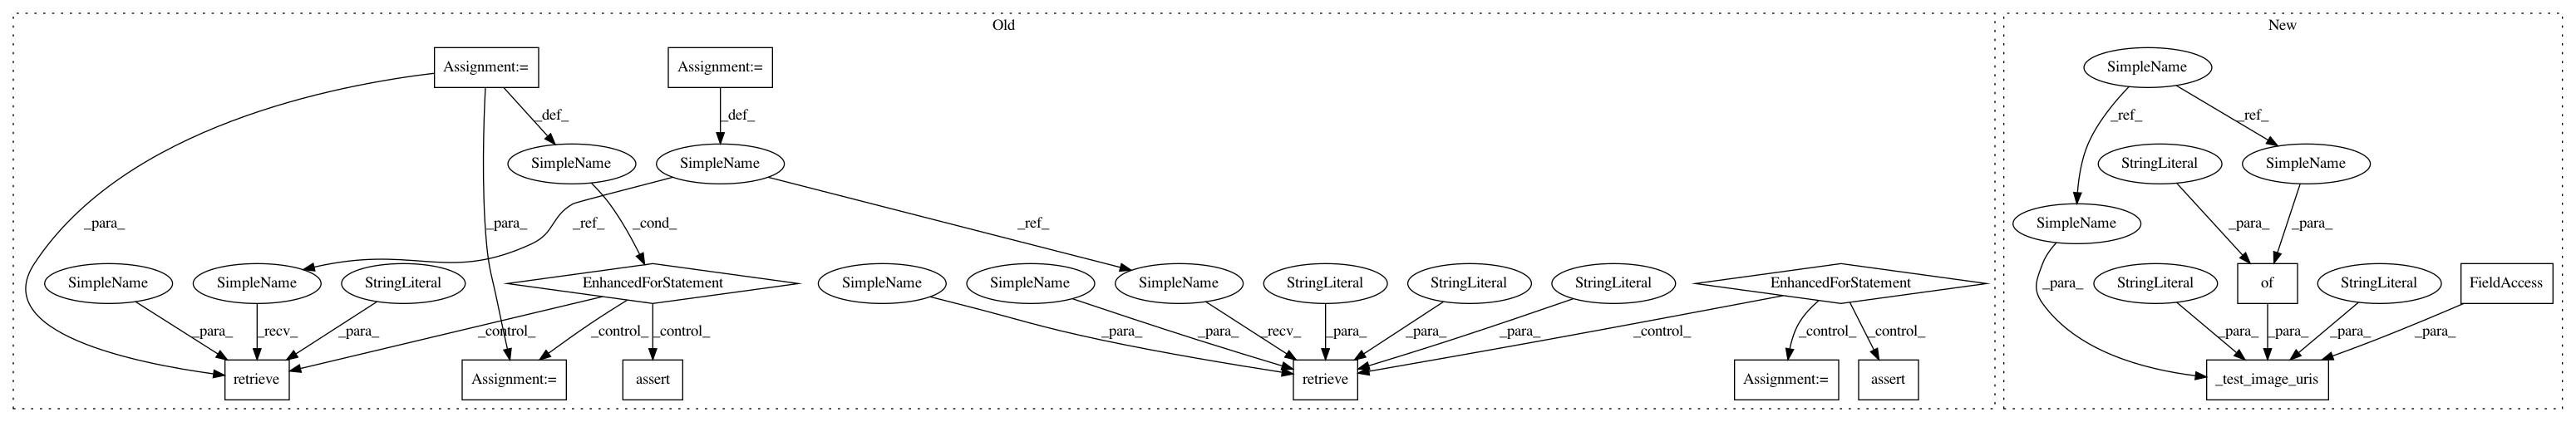 Old
New
Assignment:=
Assignment:=
SimpleName
_def_
_def_
_ref_
_ref_
SimpleName
SimpleName
StringLiteral
SimpleName
_para_
_para_
_ref_
_cond_
_ref_
SimpleName
_para_
_para_
SimpleName
SimpleName
StringLiteral
EnhancedForStatement
SimpleName
SimpleName
SimpleName
StringLiteral
StringLiteral
StringLiteral
EnhancedForStatement
_para_
StringLiteral
of
StringLiteral
FieldAccess
_para_
_recv_
_para_
_control_
_control_
_control_
_para_
_para_
_recv_
_para_
_para_
_para_
_control_
_control_
_control_
_para_
_para_
_para_
_para_
retrieve
Assignment:=
assert
retrieve
Assignment:=
assert
_test_image_uris